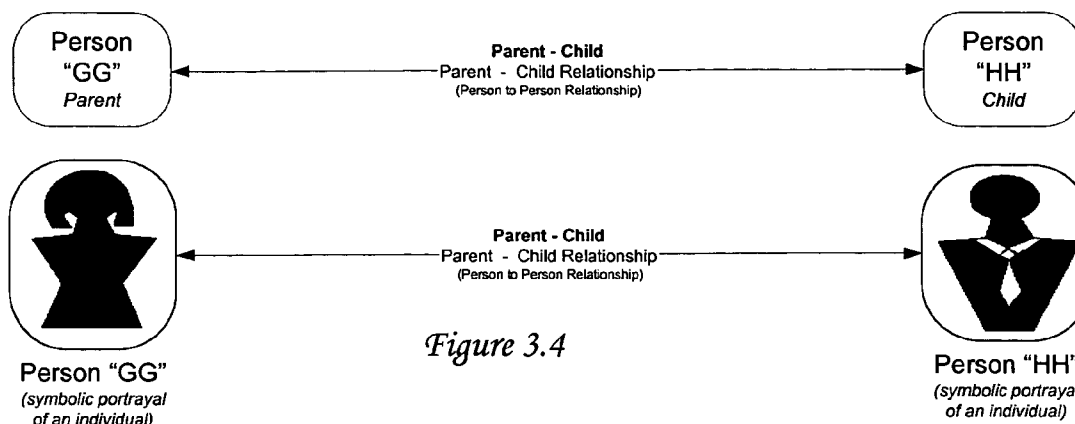 Person
“GG”
Parent
Parent - Child
Parent - Child Relationship
(Person to Person Relationship)
Person
“HH”
Child
Parent - Child
Parent - Child Relationship
(Person to Person Relationship)
Figure 3.4
Person “GG”
(symbolic portrayal
of an individual)
Person “HH”
(symbolic portraya
of an individual)